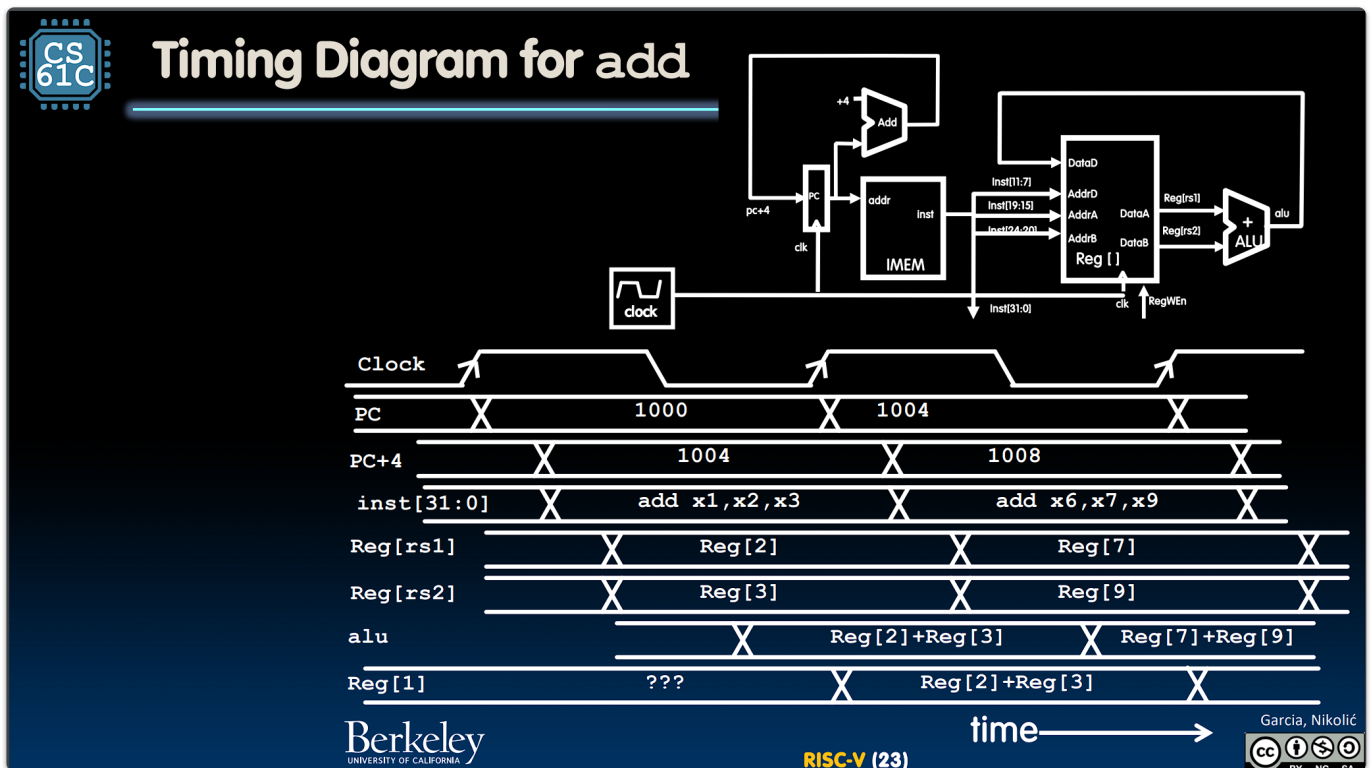 CS
61C
Timing Diagram for add
+4
Add
DataD
Inst[11:7]
AddrD
Inst[19:15]
AddrA
Inst[24:20]
AddrB
DataA
DataB
Reg [ ]
Reg[rs1]
Reg[rs2]
+
ALU
alu
PC
addr
inst
IMEM
pc+4
clk
clock
Inst[31:0]
clk
RegWEn
Clock
PC 1000 1004
PC+4 1004 1008
inst[31:0] add x1,x2,x3 add x6,x7,x9
Reg[rs1] Reg[2] Reg[7]
Reg[rs2] Reg[3] Reg[9]
alu Reg[2]+Reg[3] Reg[7]+Reg[9]
Reg[1] ??? Reg[2]+Reg[3]
time
Berkeley
UNIVERSITY OF CALIFORNIA
RISC-V (23)
Garcia, Nikolić
cc
BY NC SA